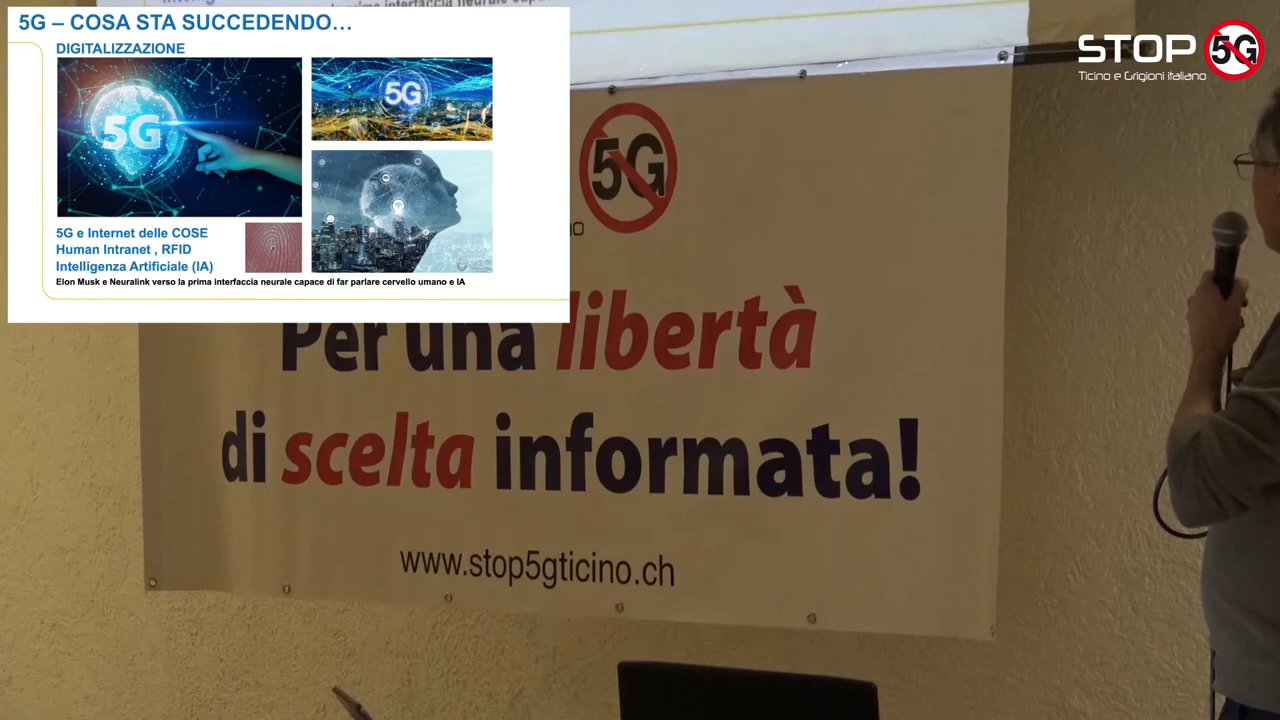 5G – COSA STA SUCCEDENDO…
DIGITALIZZAZIONE
5G
5G
5G e Internet delle COSE
Human Intranet , RFID
Intelligenza Artificiale (IA)
Elon Musk e Neuralink verso la prima interfaccia neurale capace di far parlare cervello umano e IA
STOP 5G
Ticino e Grigioni italiano
5G
Per una libertà
di scelta informata!
www.stop5gticino.ch